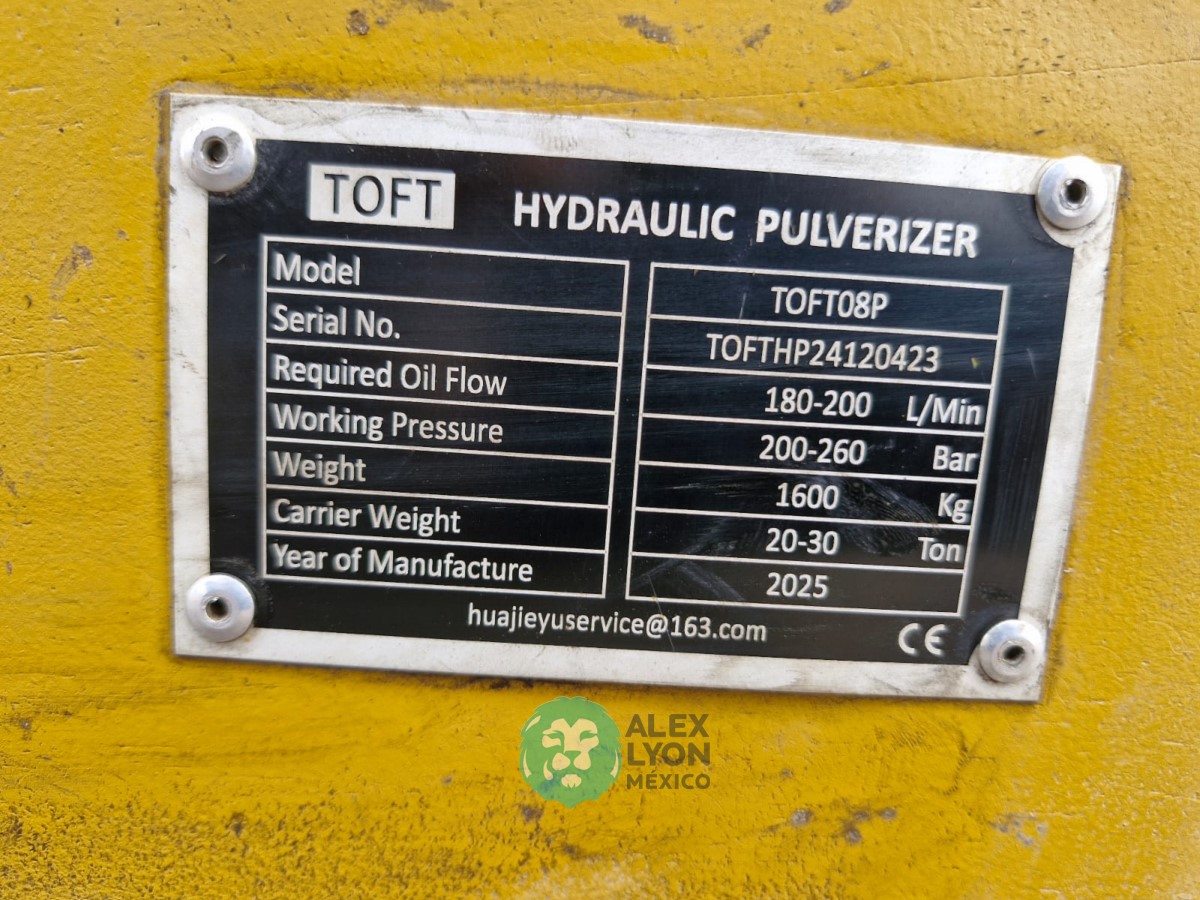 TOFT HYDRAULIC PULVERIZER
Model TOFT08P
Serial No. TOFTHP24120423
Required Oil Flow 180-200 L/Min
Working Pressure 200-260 Bar
Weight 1600 Kg
Carrier Weight 20-30 Ton
Year of Manufacture 2025
huajieyuservice@163.com CE
ALEX
LYON
MÉXICO